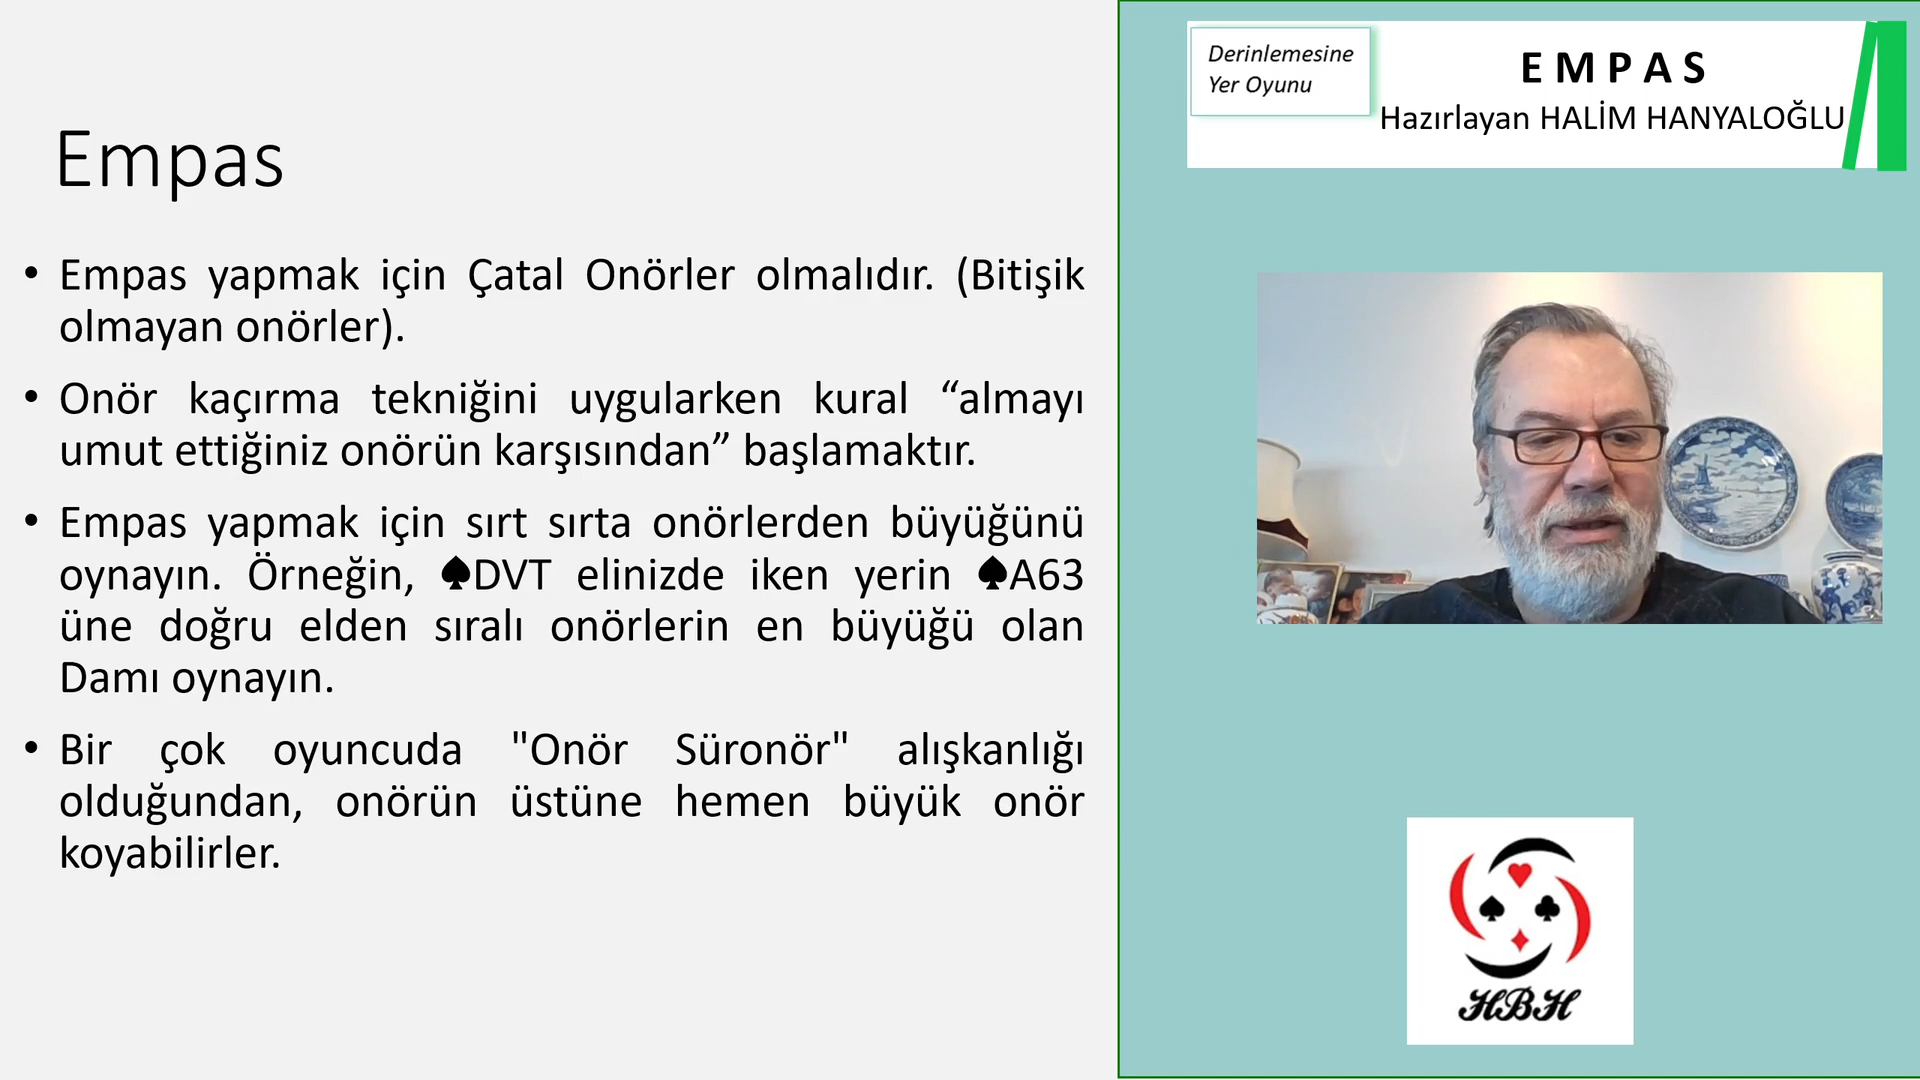 Empas
• Empas yapmak için Çatal Onörler olmalıdır. (Bitişik
olmayan onörler).
• Onör kaçırma tekniğini uygularken kural “almayı
umut ettiğiniz onörün karşısından” başlamaktır.
• Empas yapmak için sırt sırta onörlerden büyüğünü
oynayın. Örneğin, ♠DVT elinizde iken yerin ♠A63
üne doğru elden sıralı onörlerin en büyüğü olan
Damı oynayın.
• Bir çok oyuncuda "Onör Süronör" alışkanlığı
olduğundan, onörün üstüne hemen büyük onör
koyabilirler.
Derinlemesine
Yer Oyunu
EMPAS
Hazırlayan HALİM HANYALOĞLU
HBH